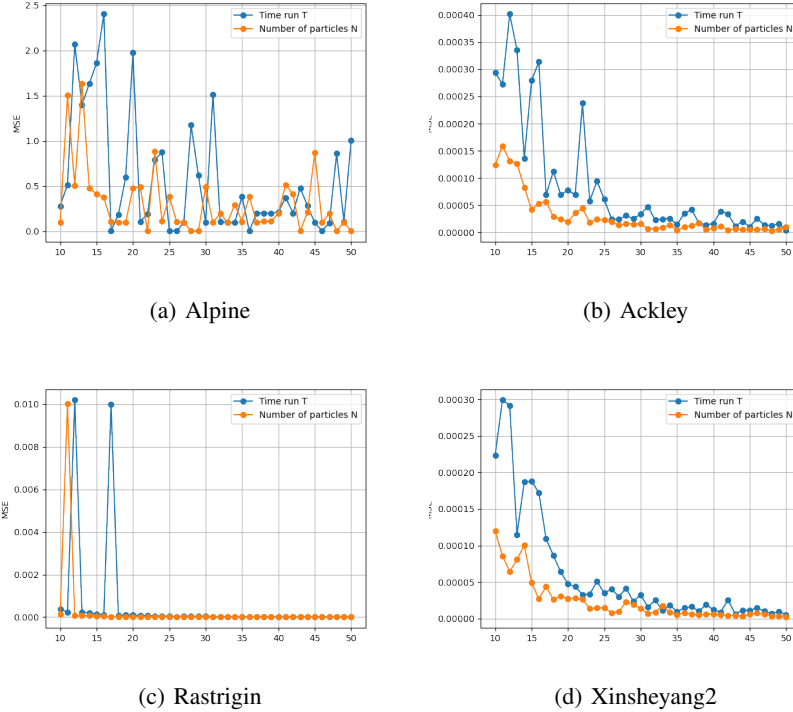 2.5
2.0
1.5
1.0
0.5
0.0
MSE
Time run T
Number of particles N
10 15 20 25 30 35 40 45 50
(a) Alpine
0.00040
0.00035
0.00030
0.00025
0.00020
0.00015
0.00010
0.00005
0.00000
Time run T
Number of particles N
10 15 20 25 30 35 40 45 50
(b) Ackley
0.010
0.008
0.006
0.004
0.002
0.000
MSE
Time run T
Number of particles N
10 15 20 25 30 35 40 45 50
(c) Rastrigin
0.00030
0.00025
0.00020
0.00015
0.00010
0.00005
0.00000
Time run T
Number of particles N
10 15 20 25 30 35 40 45 50
(d) Xinsheyang2